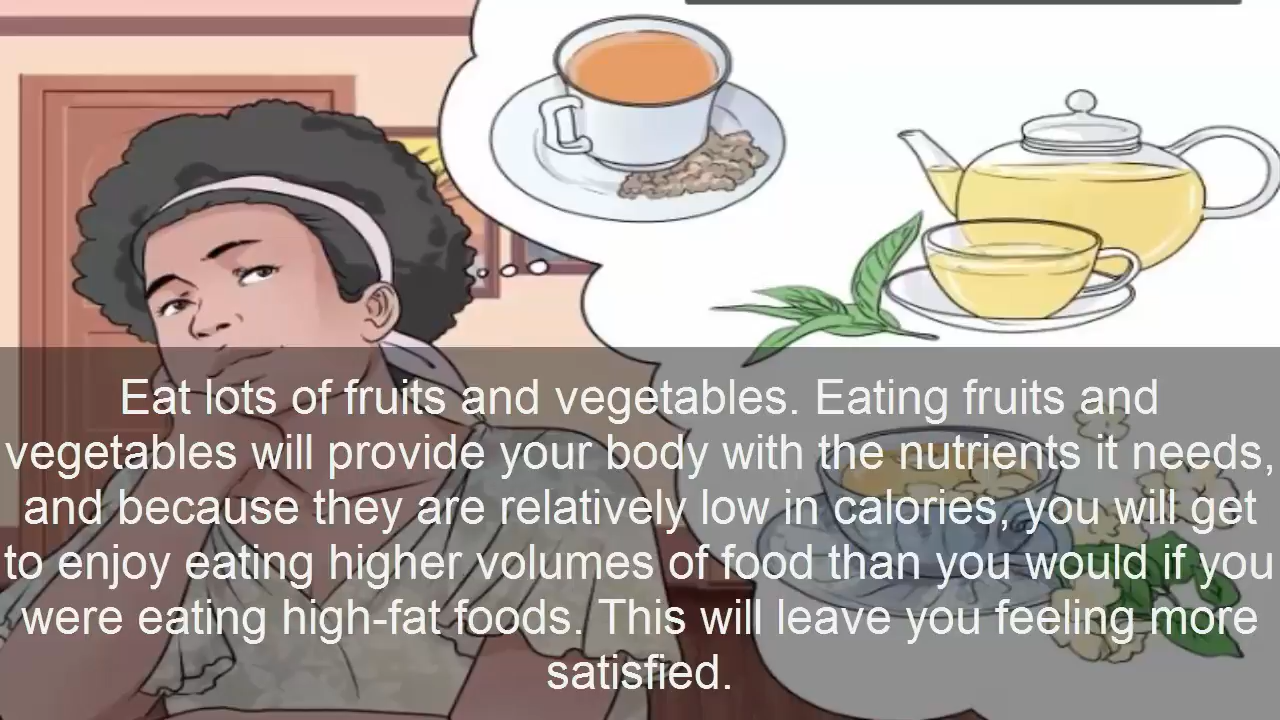 Eat lots of fruits and vegetables. Eating fruits and
vegetables will provide your body with the nutrients it needs,
and because they are relatively low in calories, you will get
to enjoy eating higher volumes of food than you would if you
were eating high-fat foods. This will leave you feeling more
satisfied.